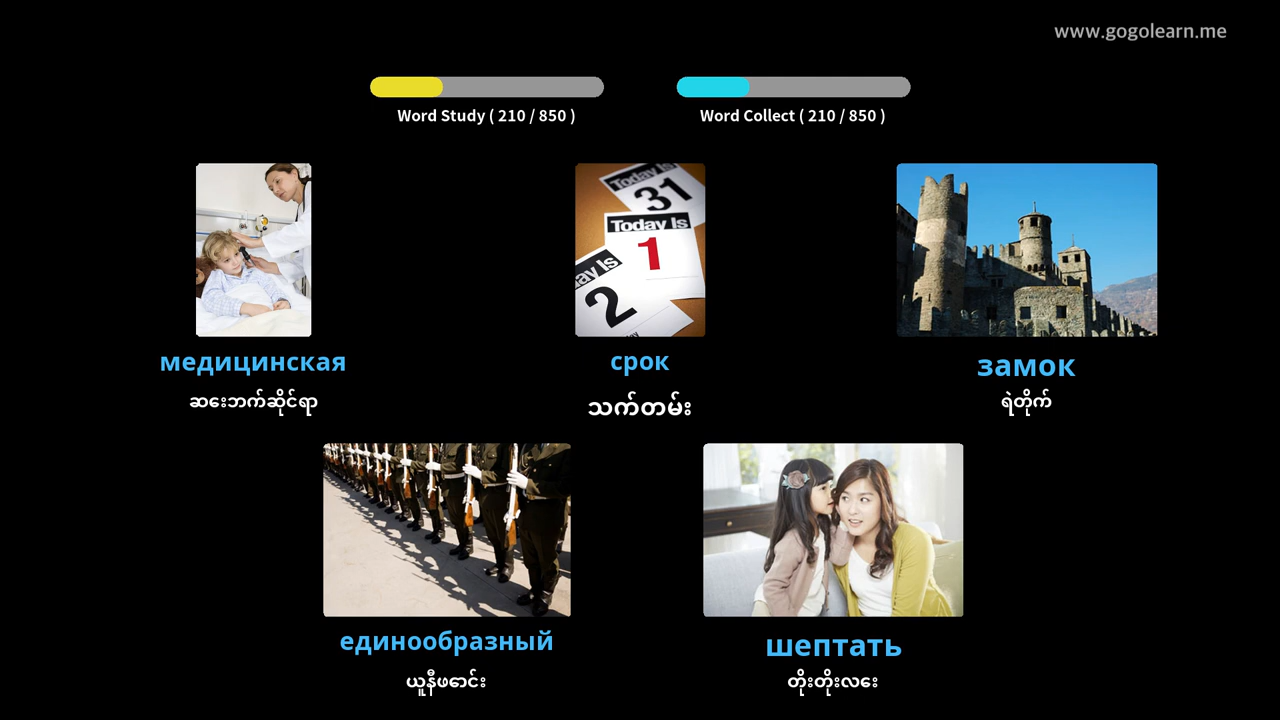 www.gogolearn.me
Word Study ( 210 / 850 )
Word Collect ( 210 / 850 )
Today Is
31
Today Is
1
ay Is
2
медицинская
срок
замок
ဆေးဘက်ဆိုင်ရာ
သက်တမ်း
ရဲတိုက်
единообразный
шептать
ယူနီဖောင်း
တိုးတိုးလေး